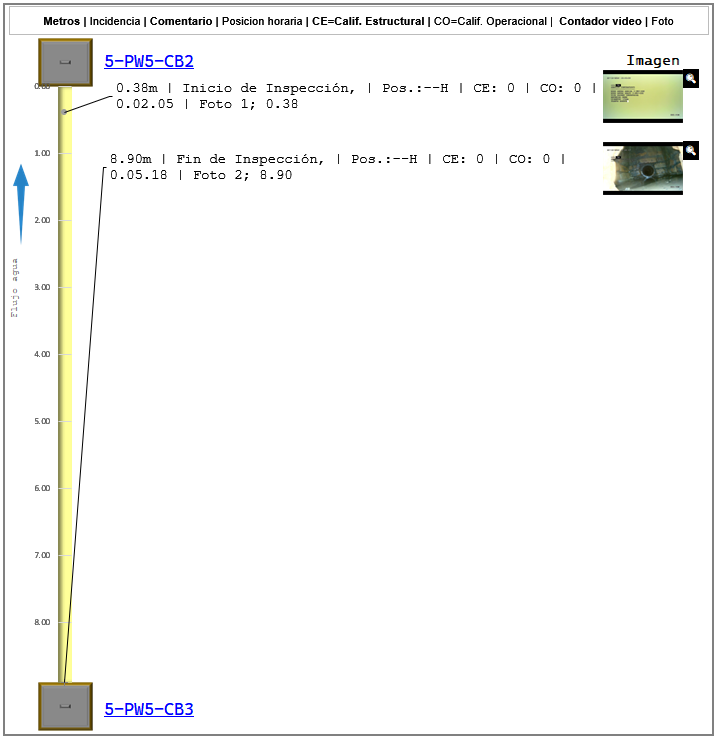 Metros | Incidencia | Comentario | Posicion horaria | CE=Calif. Estructural | CO=Calif. Operacional | Contador video | Foto
5-PW5-CB2
Imagen
0.38m | Inicio de Inspección, | Pos.:--H | CE: 0 | CO: 0 |
0.02.05 | Foto 1; 0.38
8.90m | Fin de Inspección, | Pos.:--H | CE: 0 | CO: 0 |
0.05.18 | Foto 2; 8.90
0.00
1.00
2.00
3.00
4.00
5.00
6.00
7.00
8.00
Flujo agua
5-PW5-CB3